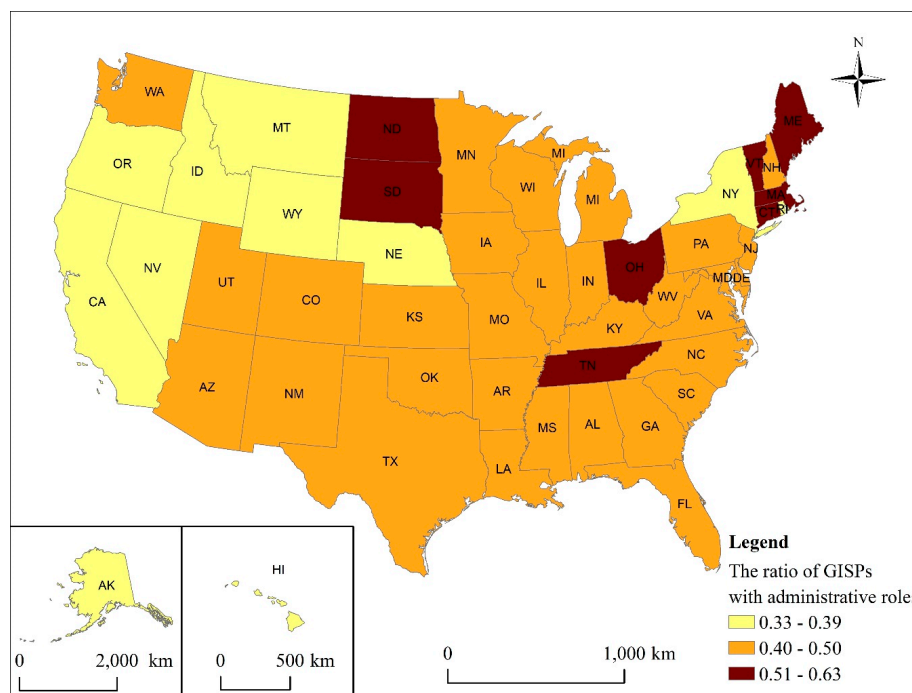 N
WA
MT
ND
MN
MI
ME
VT
NH
OR
ID
SD
WI
MI
NY
MA
CT
RI
WY
NE
IA
PA
NJ
NV
UT
CO
IL
IN
OH
MD
DE
CA
KS
MO
WV
VA
KY
AZ
NM
OK
AR
TN
NC
SC
TX
LA
MS
AL
GA
FL
AK
HI
0
2,000 km
0
500 km
0
1,000 km
Legend
The ratio of GISPs
with administrative role
0.33 - 0.39
0.40 - 0.50
0.51 - 0.63